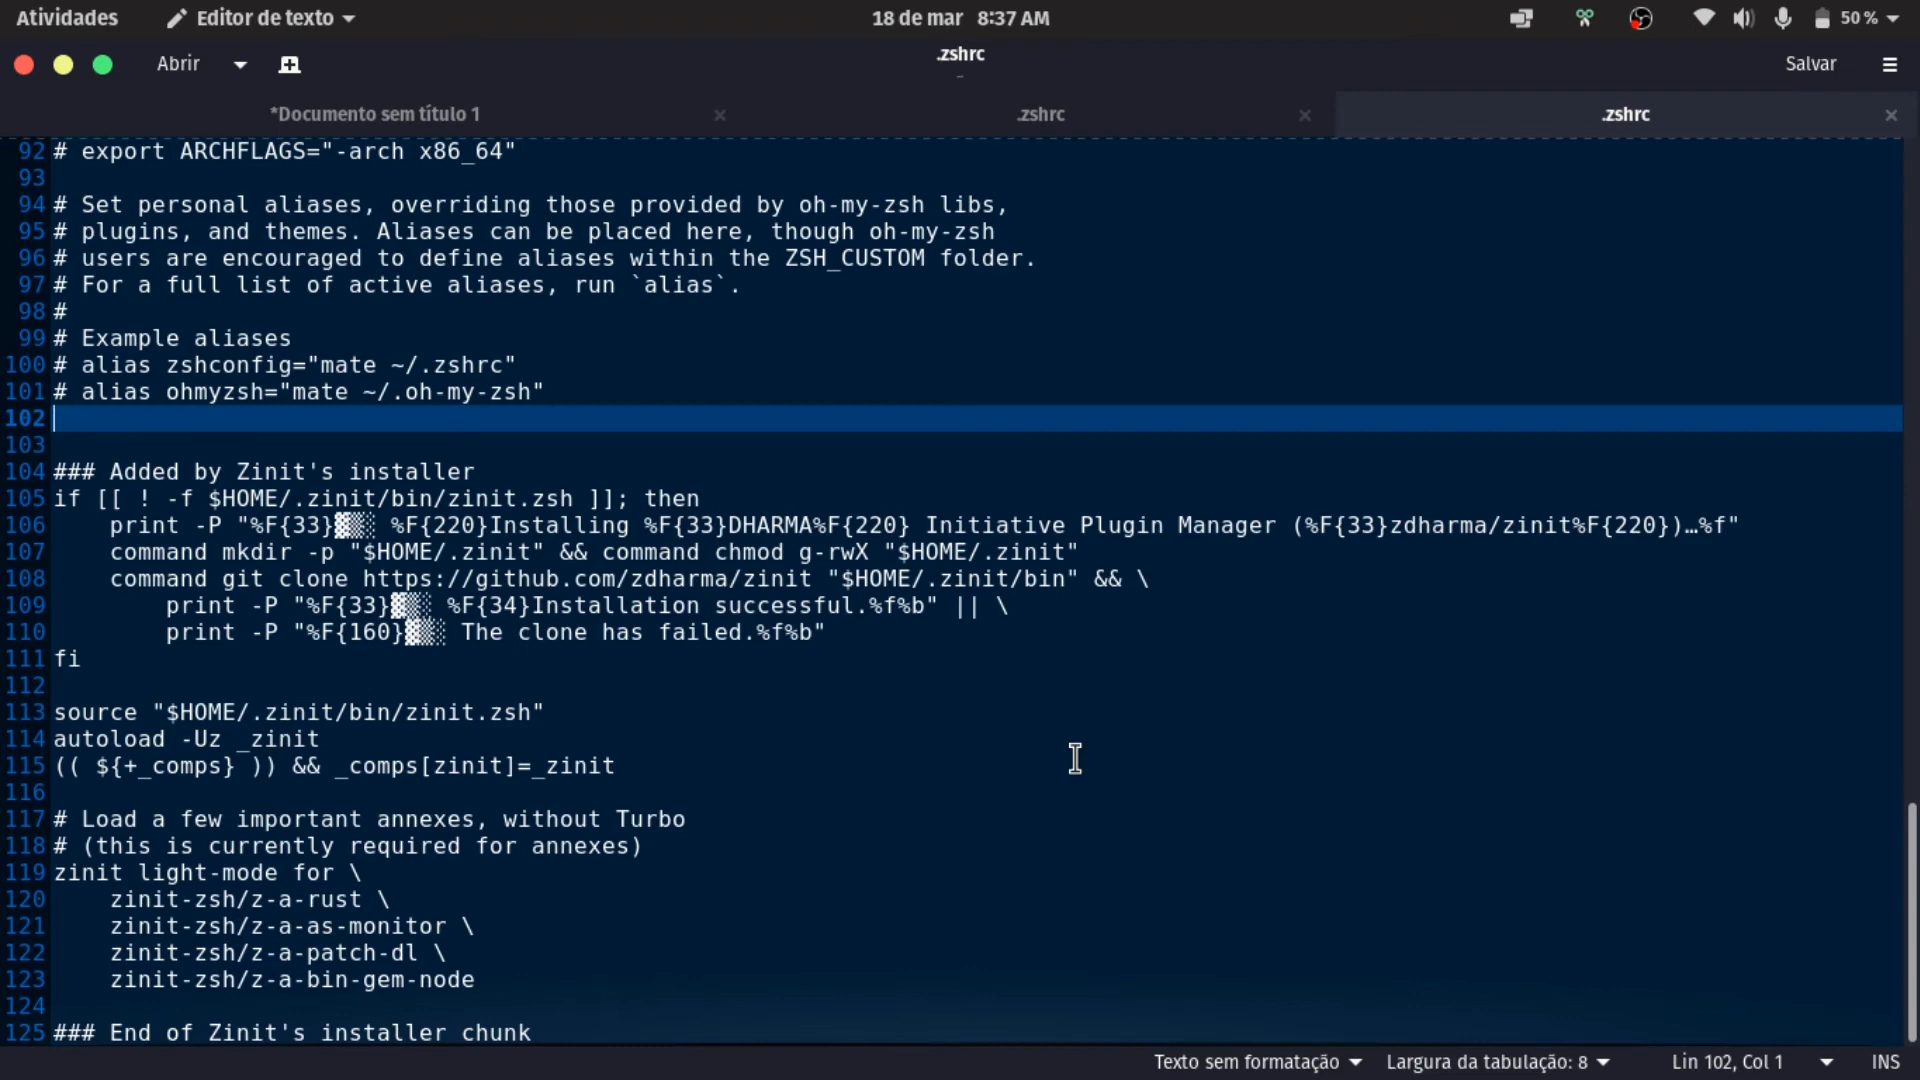 Atividades Editor de texto 18 de mar 8:37 AM 50 %
Abrir .zshrc Salvar
*Documento sem título 1 .zshrc .zshrc
92 # export ARCHFLAGS="-arch x86_64"
93
94 # Set personal aliases, overriding those provided by oh-my-zsh libs,
95 # plugins, and themes. Aliases can be placed here, though oh-my-zsh
96 # users are encouraged to define aliases within the ZSH_CUSTOM folder.
97 # For a full list of active aliases, run `alias`.
98 #
99 # Example aliases
100 # alias zshconfig="mate ~/.zshrc"
101 # alias ohmyzsh="mate ~/.oh-my-zsh"
102
103
104 ### Added by Zinit's installer
105 if [[ ! -f $HOME/.zinit/bin/zinit.zsh ]]; then
106     print -P "%F{33}▓▒░ %F{220}Installing %F{33}DHARMA%F{220} Initiative Plugin Manager (%F{33}zdharma/zinit%F{220})…%f"
107     command mkdir -p "$HOME/.zinit" && command chmod g-rwX "$HOME/.zinit"
108     command git clone https://github.com/zdharma/zinit "$HOME/.zinit/bin" && \
109         print -P "%F{33}▓▒░ %F{34}Installation successful.%f%b" || \
110         print -P "%F{160}▓▒░ The clone has failed.%f%b"
111 fi
112
113 source "$HOME/.zinit/bin/zinit.zsh"
114 autoload -Uz _zinit
115 (( ${+_comps} )) && _comps[zinit]=_zinit
116
117 # Load a few important annexes, without Turbo
118 # (this is currently required for annexes)
119 zinit light-mode for \
120     zinit-zsh/z-a-rust \
121     zinit-zsh/z-a-as-monitor \
122     zinit-zsh/z-a-patch-dl \
123     zinit-zsh/z-a-bin-gem-node
124
125 ### End of Zinit's installer chunk
Texto sem formatação Largura da tabulação: 8 Lin 102, Col 1 INS